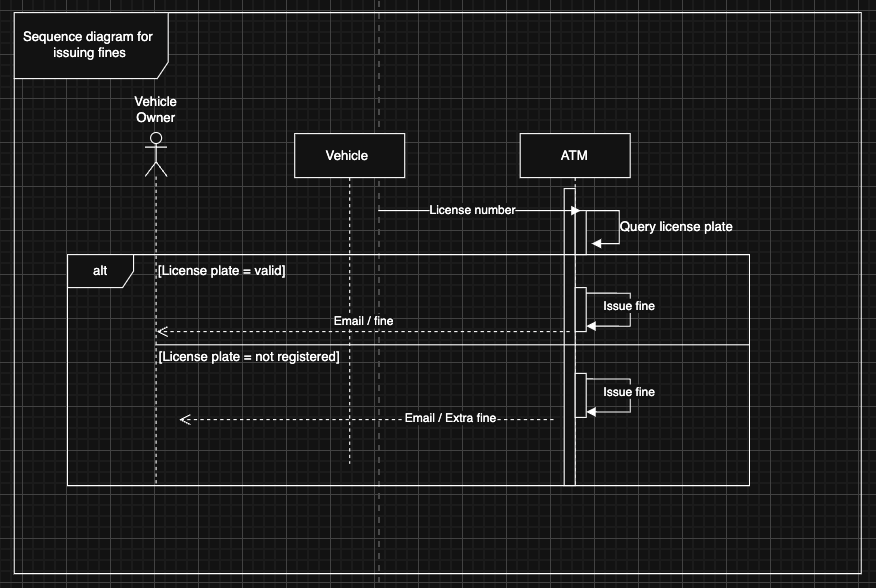 Sequence diagram for
issuing fines
Vehicle
Owner
Vehicle
ATM
License number
Query license plate
alt
[License plate = valid]
Issue fine
Email / fine
[License plate = not registered]
Issue fine
Email / Extra fine